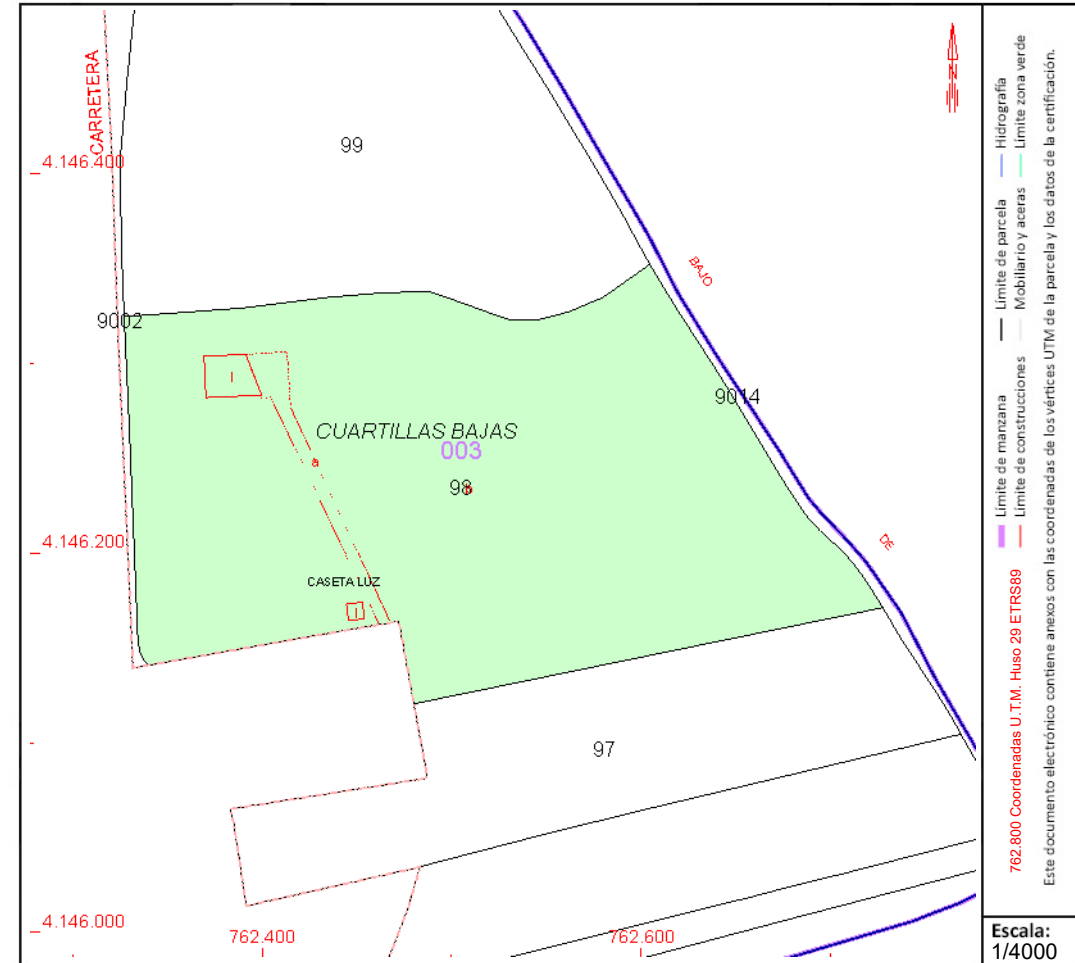 CARRETERA
99
4.146.400
BAJO
9002
I
9014
CUARTILLAS BAJAS
003
a
98
b
4.146.200
DE
CASETA LUZ
I
97
4.146.000
762.400
762.600
N
Límite de manzana
Límite de parcela
Hidrografía
762.800 Coordenadas U.T.M. Huso 29 ETRS89
Límite de construcciones
Mobiliario y aceras
Límite zona verde
Este documento electrónico contiene anexos con las coordenadas de los vértices UTM de la parcela y los datos de la certificación.
Escala:
1/4000